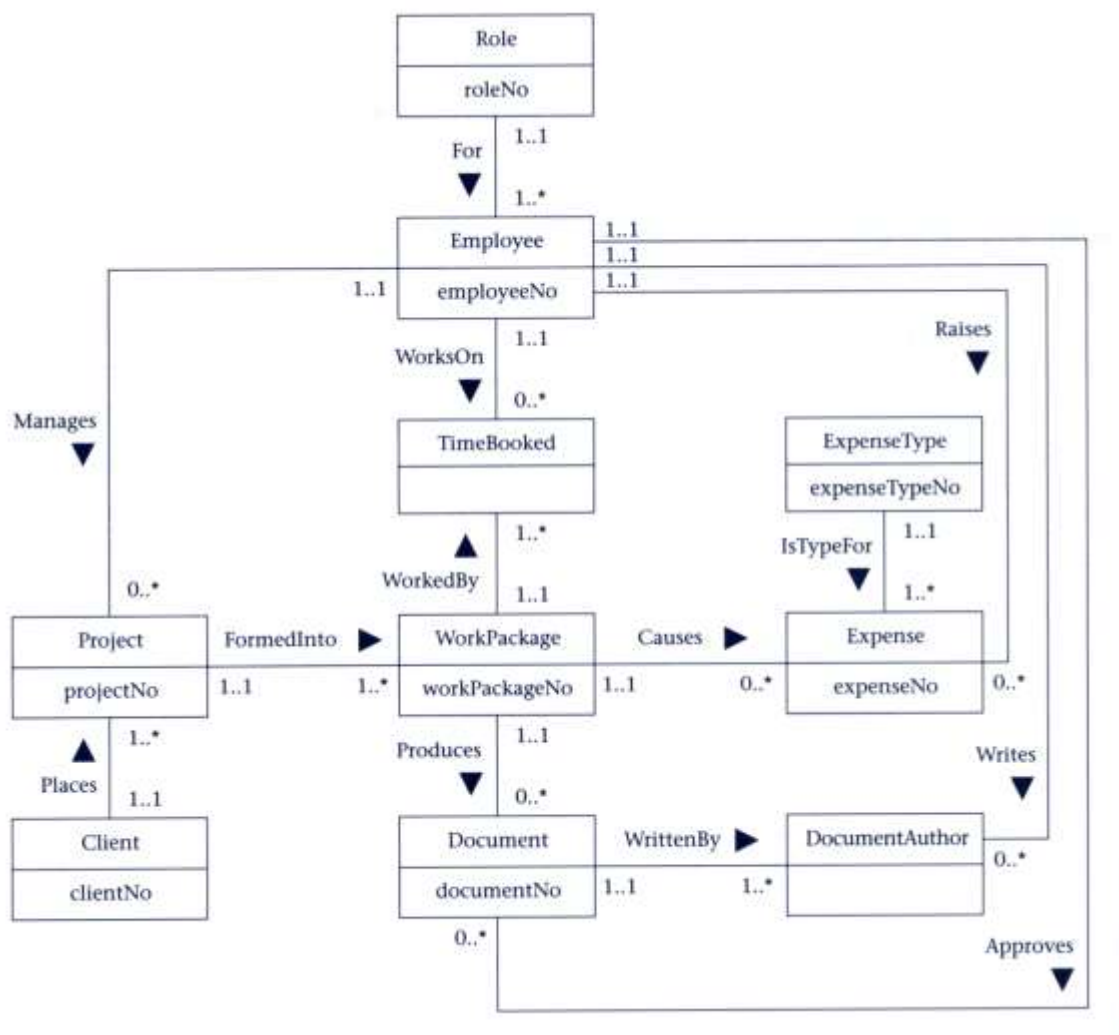 Role
roleNo
1..1
For
1..*
Employee
employeeNo
1..1
1..1
1..1
1..1
1..1
WorksOn
0..*
Raises
Manages
TimeBooked
ExpenseType
expenseTypeNo
1..*
WorkedBy
1..1
1..1
IsTypeFor
1..*
0..*
Project
projectNo
FormedInto
1..1
1..*
WorkPackage
workPackageNo
Causes
1..1
0..*
Expense
expenseNo
0..*
1..*
Places
1..1
1..1
Produces
0..*
Writes
Client
clientNo
Document
documentNo
WrittenBy
1..1
1..*
DocumentAuthor
0..*
0..*
Approves